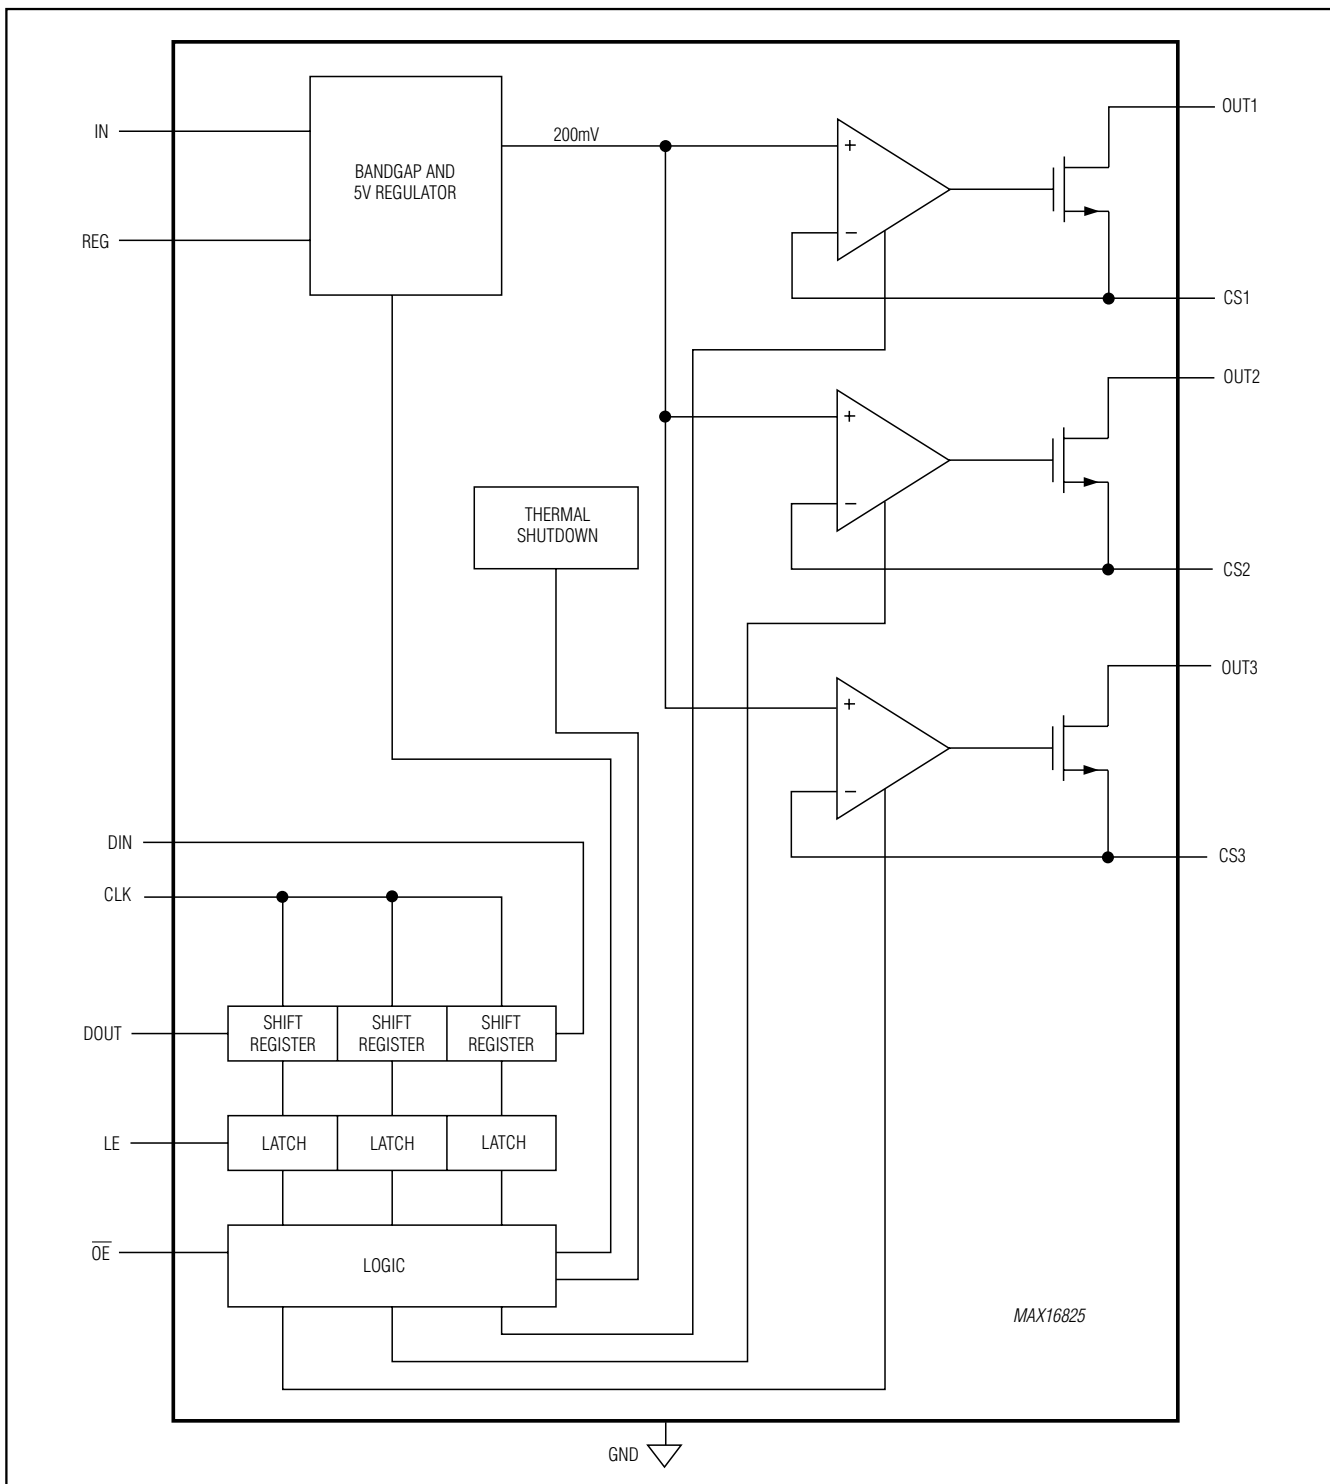 IN
BANDGAP AND
5V REGULATOR
200mV
+
−
OUT1
REG
CS1
OUT2
+
−
THERMAL
SHUTDOWN
CS2
OUT3
+
−
DIN
CS3
CLK
DOUT
SHIFT
REGISTER
SHIFT
REGISTER
SHIFT
REGISTER
LE
LATCH
LATCH
LATCH
O̅E̅
LOGIC
MAX16825
GND